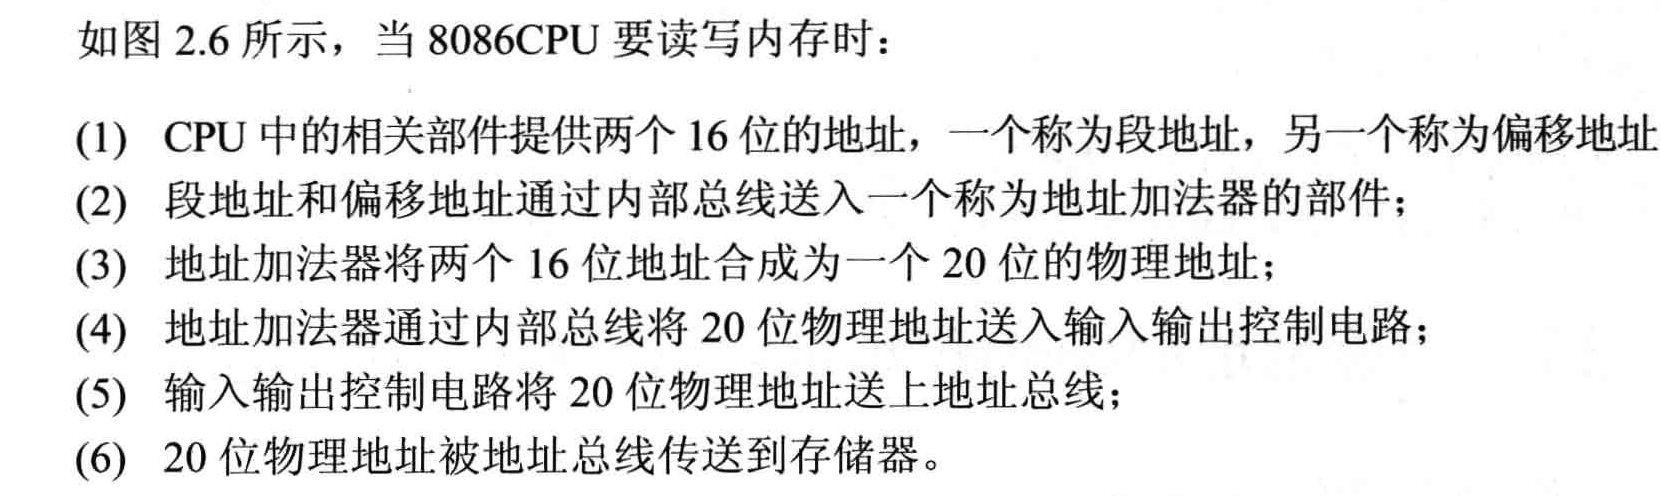 如图 2.6 所示，当 8086CPU 要读写内存时：
(1) CPU 中的相关部件提供两个 16 位的地址，一个称为段地址，另一个称为偏移地址
(2) 段地址和偏移地址通过内部总线送入一个称为地址加法器的部件；
(3) 地址加法器将两个 16 位地址合成为一个 20 位的物理地址；
(4) 地址加法器通过内部总线将 20 位物理地址送入输入输出控制电路；
(5) 输入输出控制电路将 20 位物理地址送上地址总线；
(6) 20 位物理地址被地址总线传送到存储器。